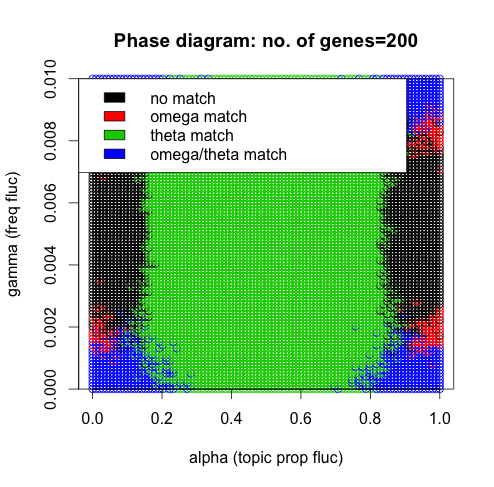 Phase diagram: no. of genes=200
gamma (freq fluc)
0.010
0.008
0.006
0.004
0.002
0.000
no match
omega match
theta match
omega/theta match
0.0 0.2 0.4 0.6 0.8 1.0
alpha (topic prop fluc)